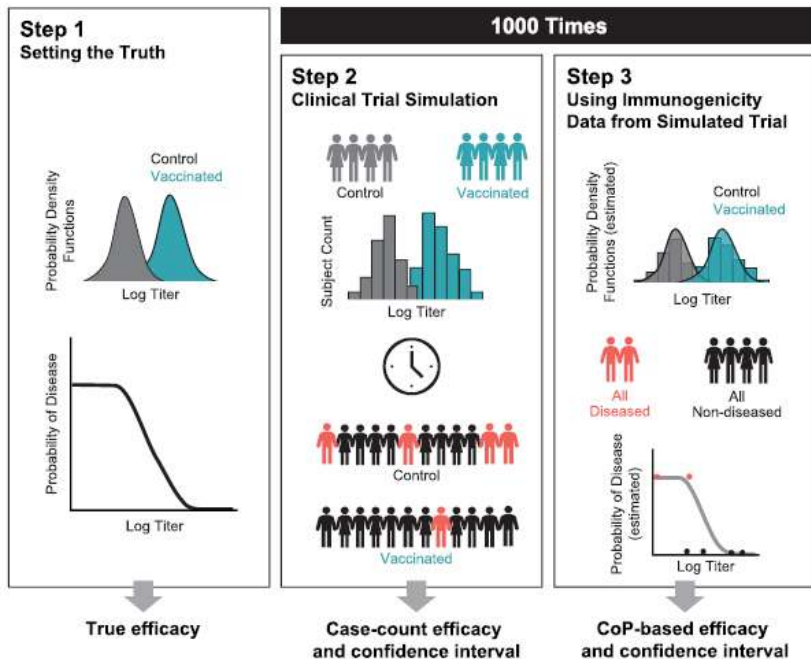 1000 Times
Step 1
Setting the Truth
Control
Vaccinated
Probability Density
Functions
Log Titer
Probability of Disease
Log Titer
True efficacy
Step 2
Clinical Trial Simulation
Control
Vaccinated
Subject Count
Log Titer
Control
Vaccinated
Case-count efficacy
and confidence interval
Step 3
Using Immunogenicity
Data from Simulated Trial
Control
Vaccinated
Probability Density
Functions (estimated)
Log Titer
All
Diseased
All
Non-diseased
Probability of Disease
(estimated)
Log Titer
CoP-based efficacy
and confidence interval